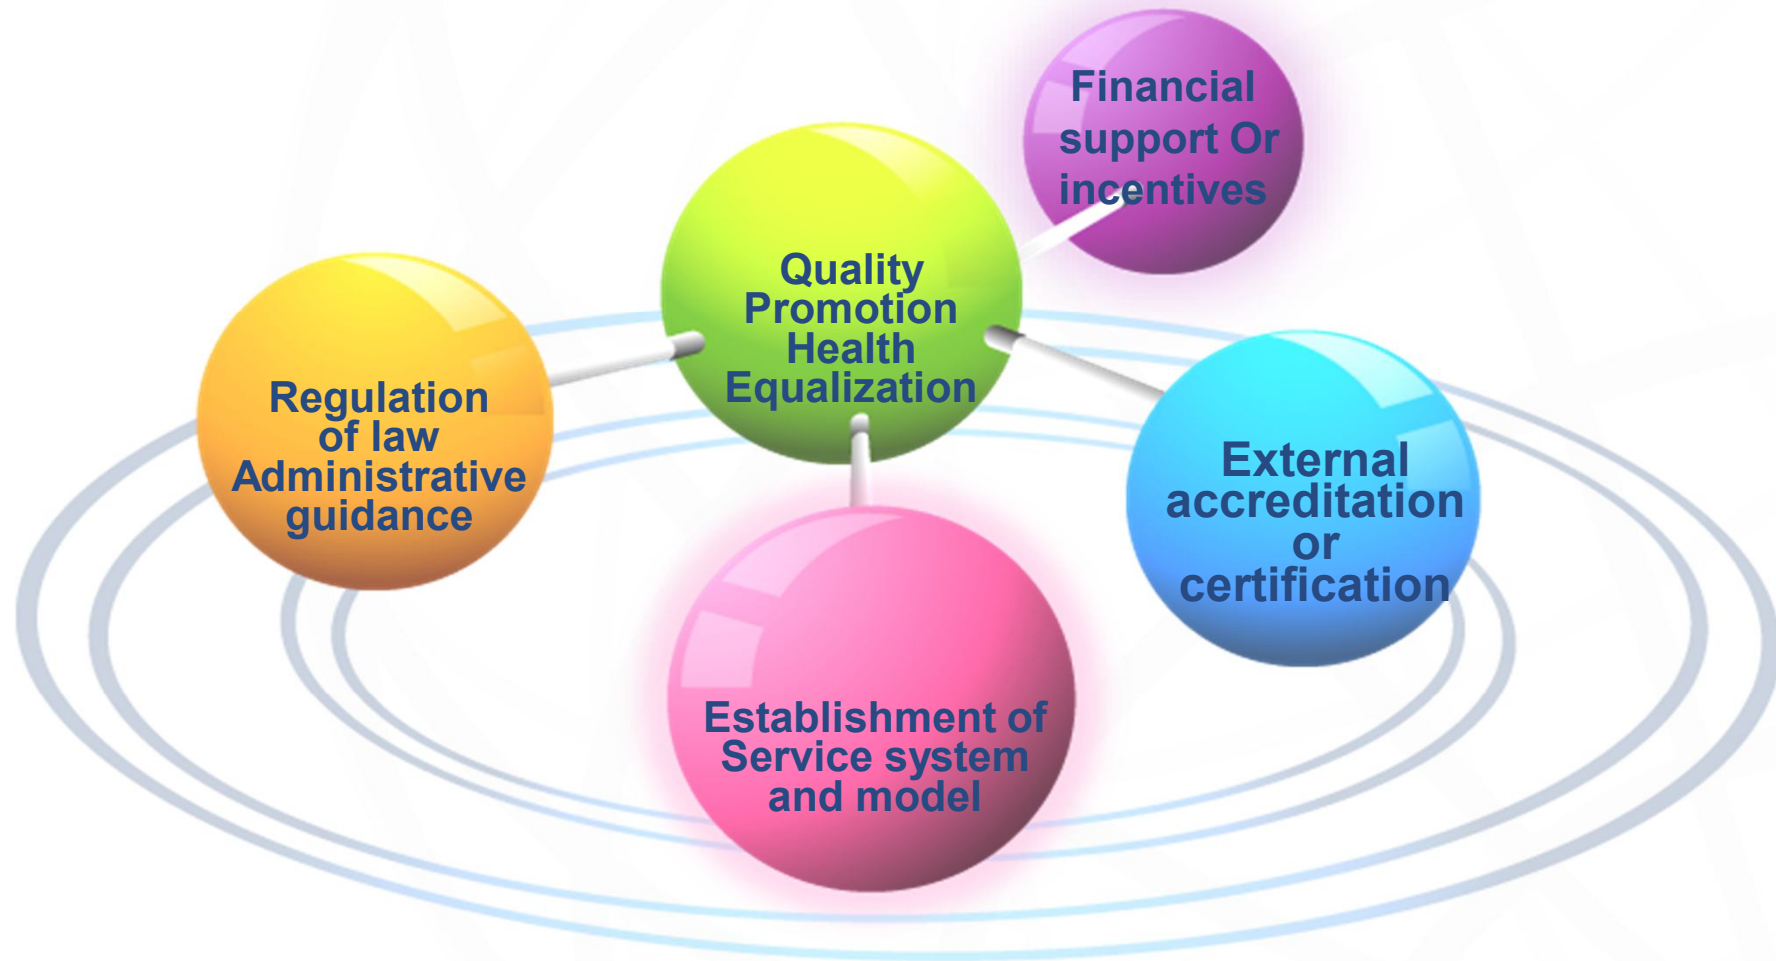 Financial
support Or
incentives
Quality
Promotion
Health
Equalization
Regulation
of law
Administrative
guidance
External
accreditation
or
certification
Establishment of
Service system
and model